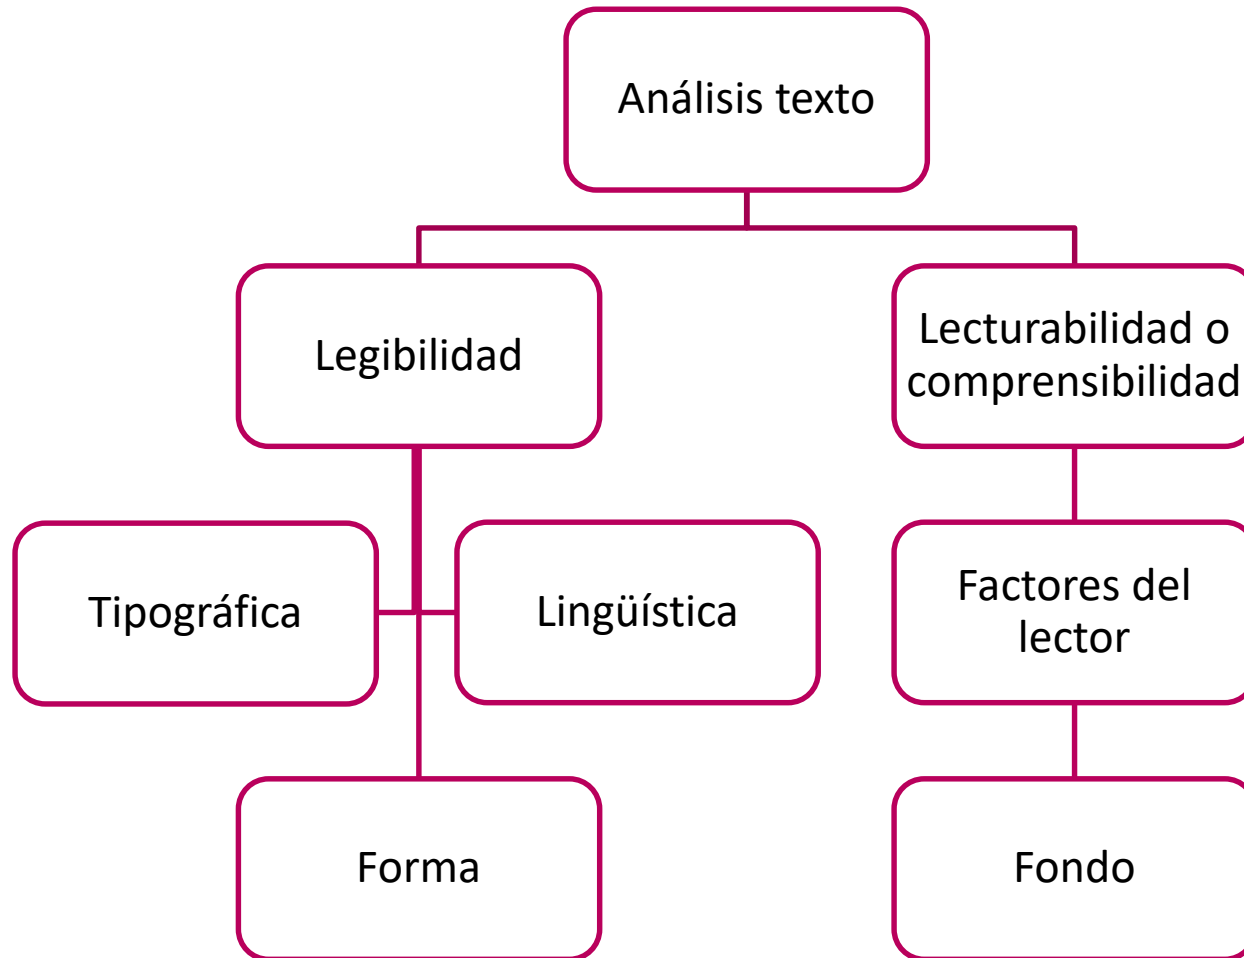 Análisis texto
Legibilidad
Lecturabilidad o
comprensibilidad
Tipográfica
Lingüística
Factores del
lector
Forma
Fondo